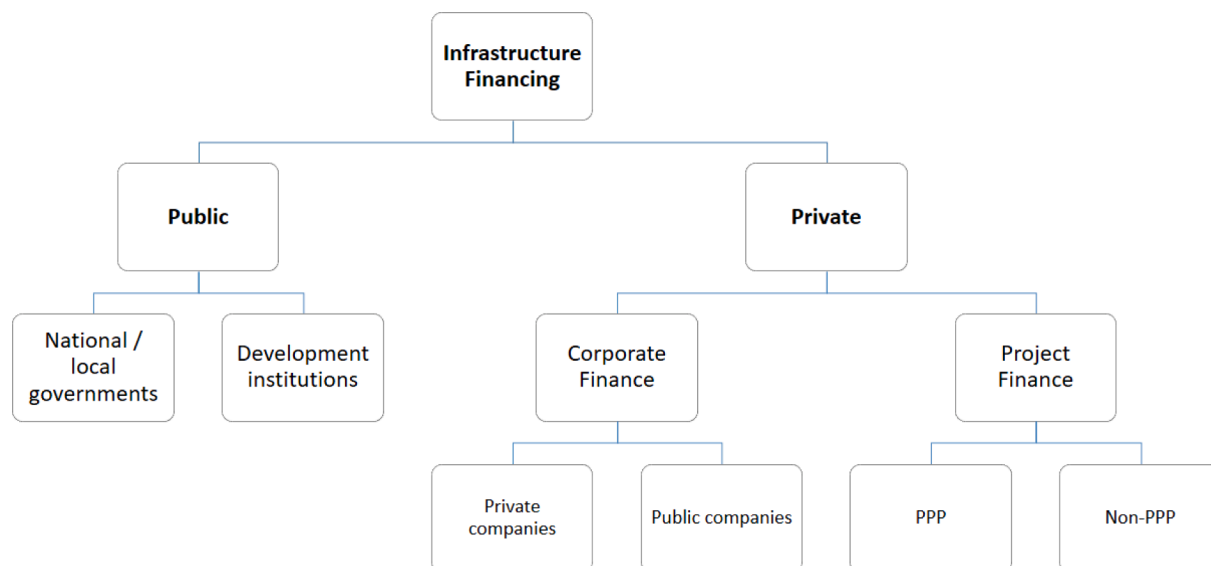 Infrastructure
Financing
Public
Private
National /
local
governments
Development
institutions
Corporate
Finance
Project
Finance
Private
companies
Public companies
PPP
Non-PPP